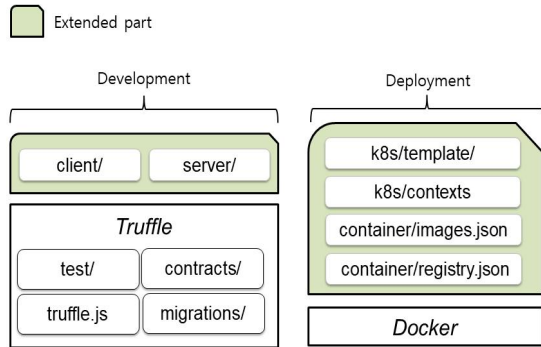 Extended part
Development
client/
server/
Truffle
test/
contracts/
truffle.js
migrations/
Deployment
k8s/template/
k8s/contexts
container/images.json
container/registry.json
Docker